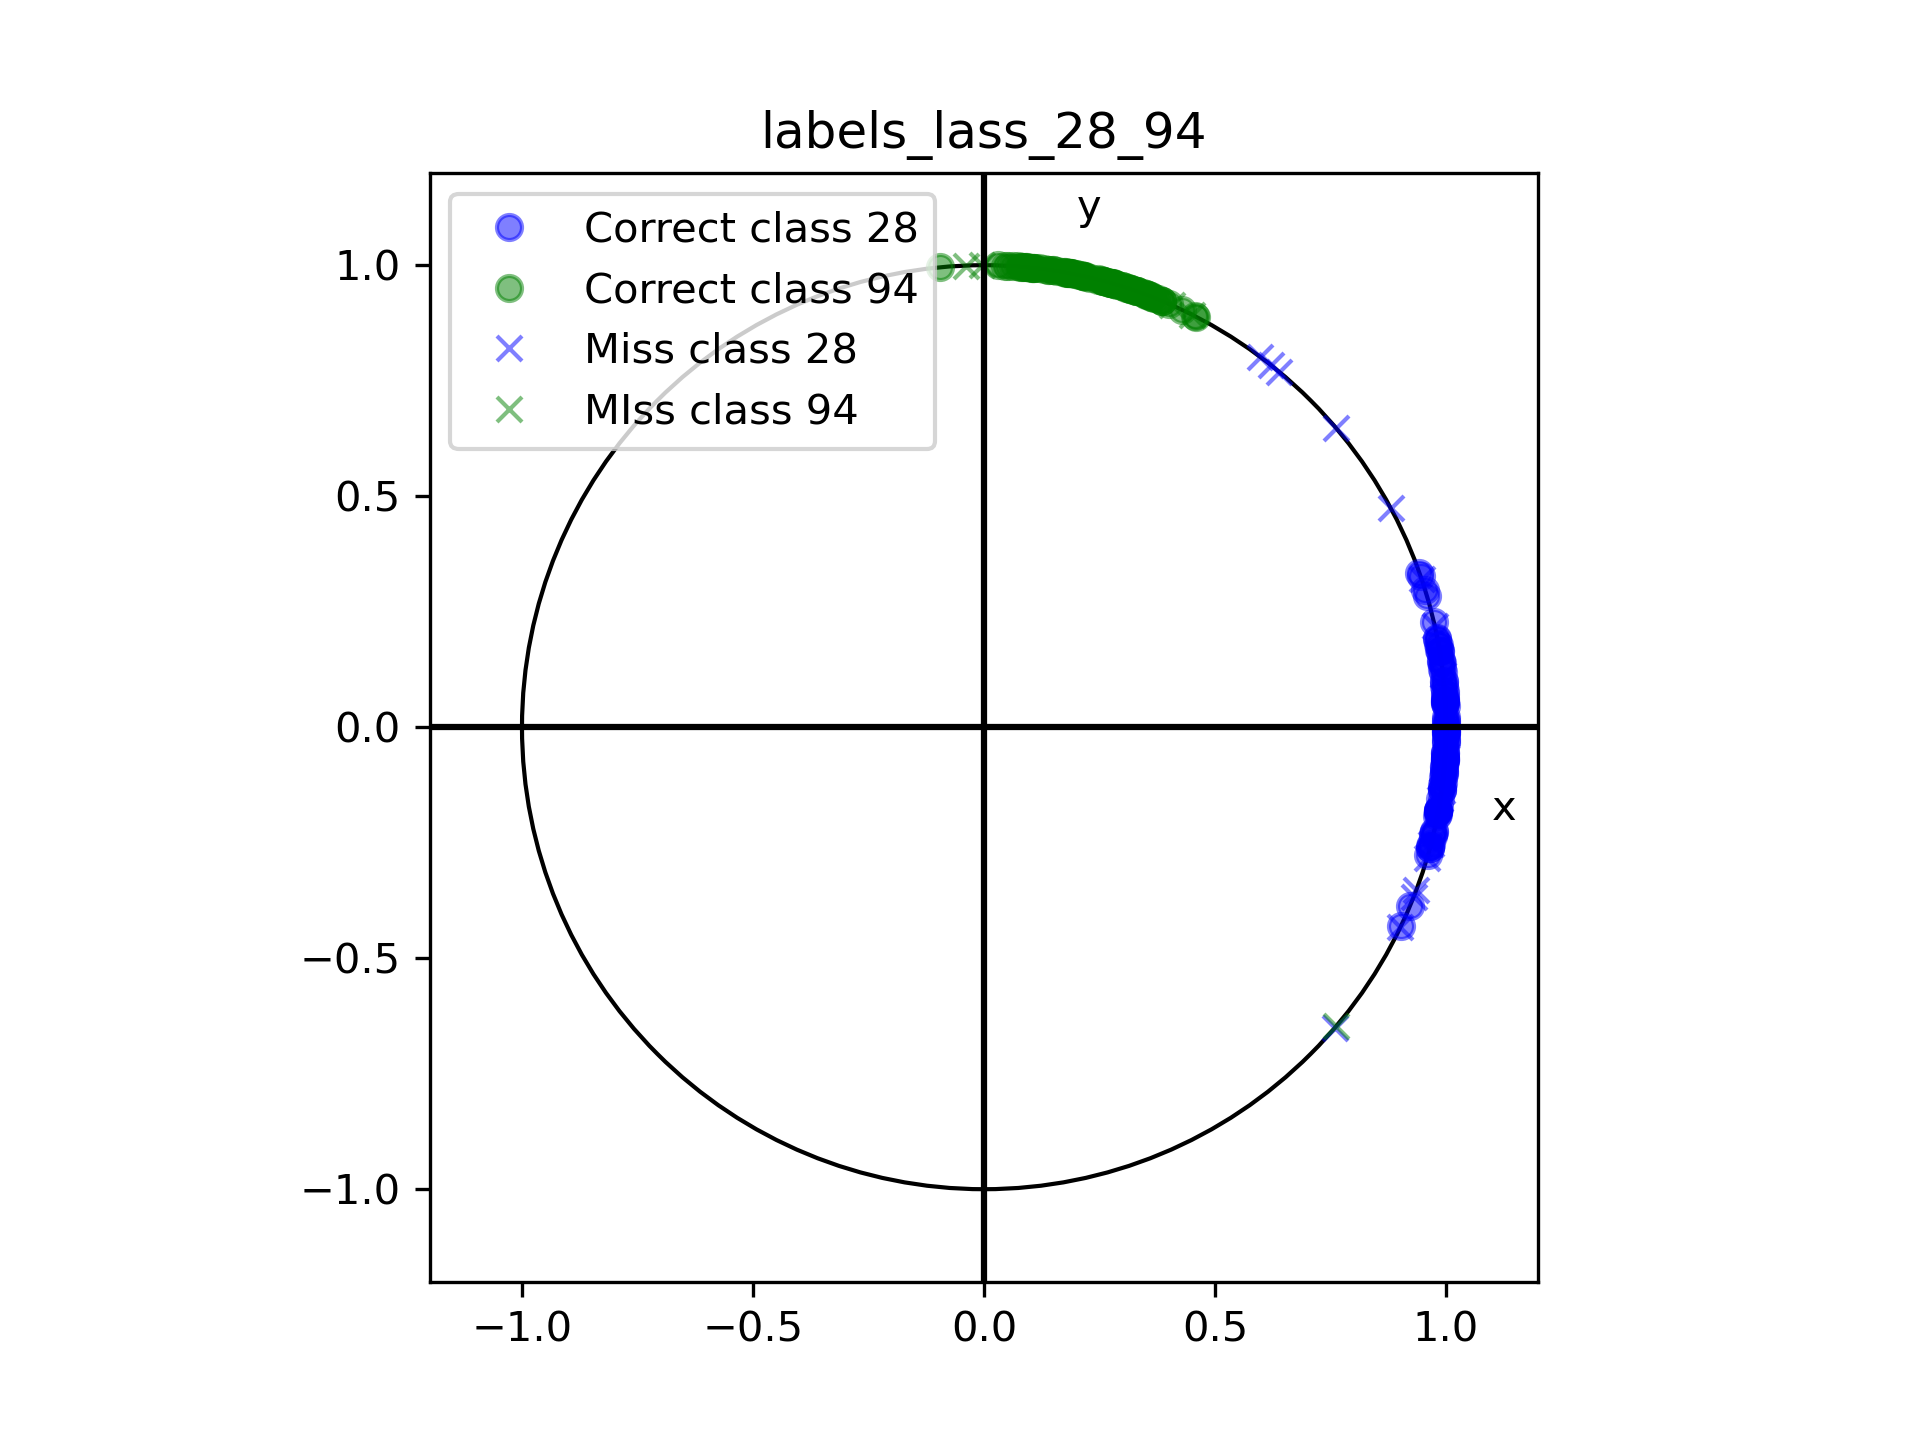 labels_lass_28_94
y
Correct class 28
Correct class 94
Miss class 28
MIss class 94
1.0
0.5
0.0
−0.5
−1.0
x
−1.0 −0.5 0.0 0.5 1.0